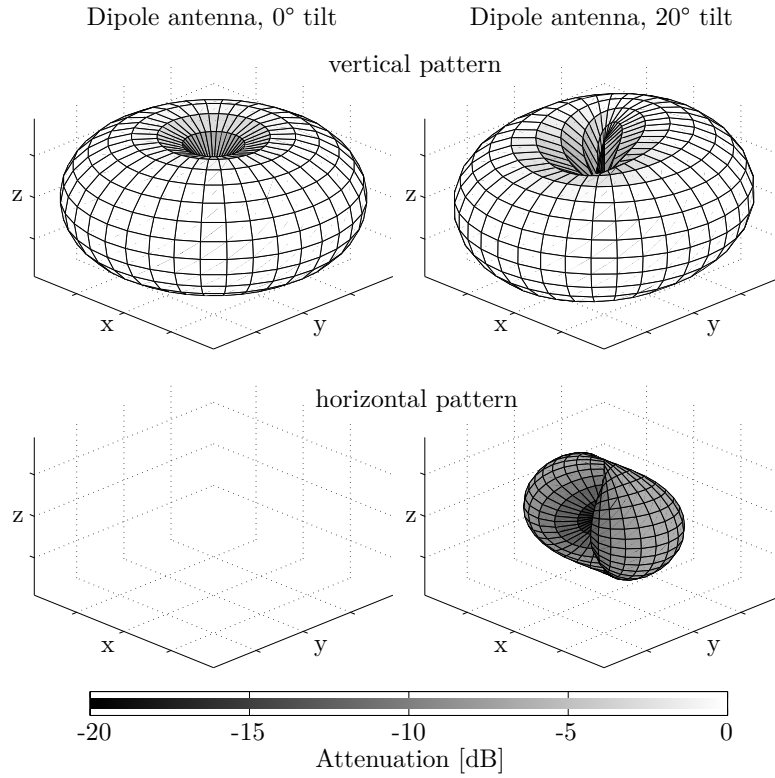 Dipole antenna, 0° tilt
Dipole antenna, 20° tilt
vertical pattern
z
x
y
z
x
y
horizontal pattern
z
x
y
z
x
y
-20
-15
-10
-5
0
Attenuation [dB]